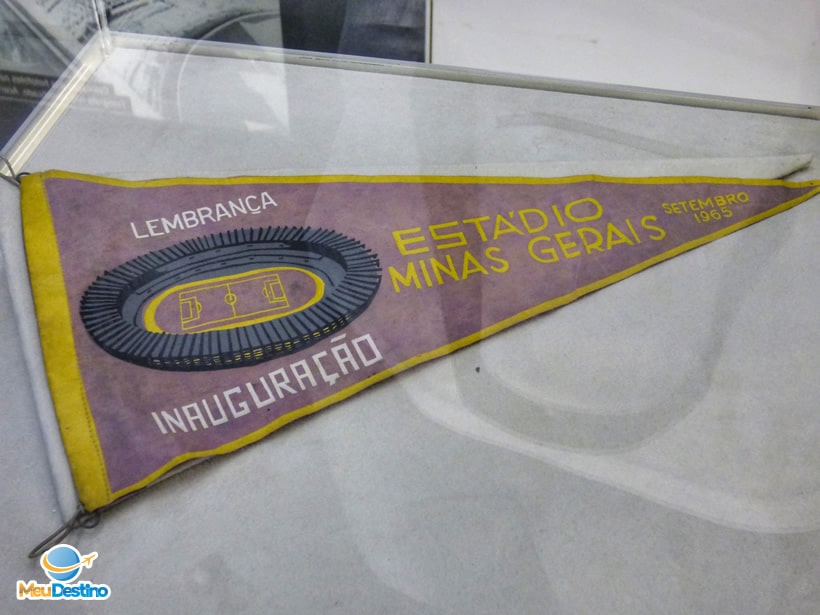 LEMBRANÇA
INAUGURAÇÃO
ESTÁDIO
MINAS GERAIS
SETEMBRO
1965
MeuDestino